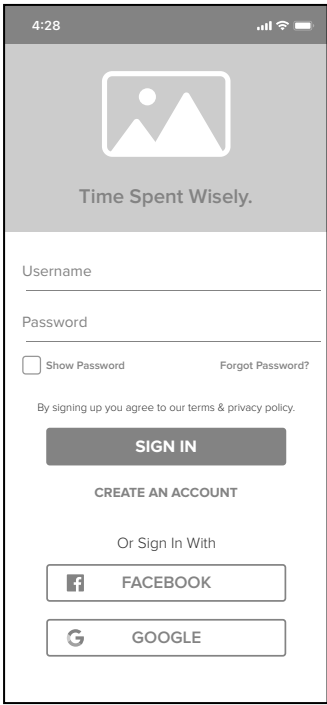 4:28
Time Spent Wisely.
Username
Password
Show Password Forgot Password?
By signing up you agree to our terms & privacy policy.
SIGN IN
CREATE AN ACCOUNT
Or Sign In With
FACEBOOK
GOOGLE